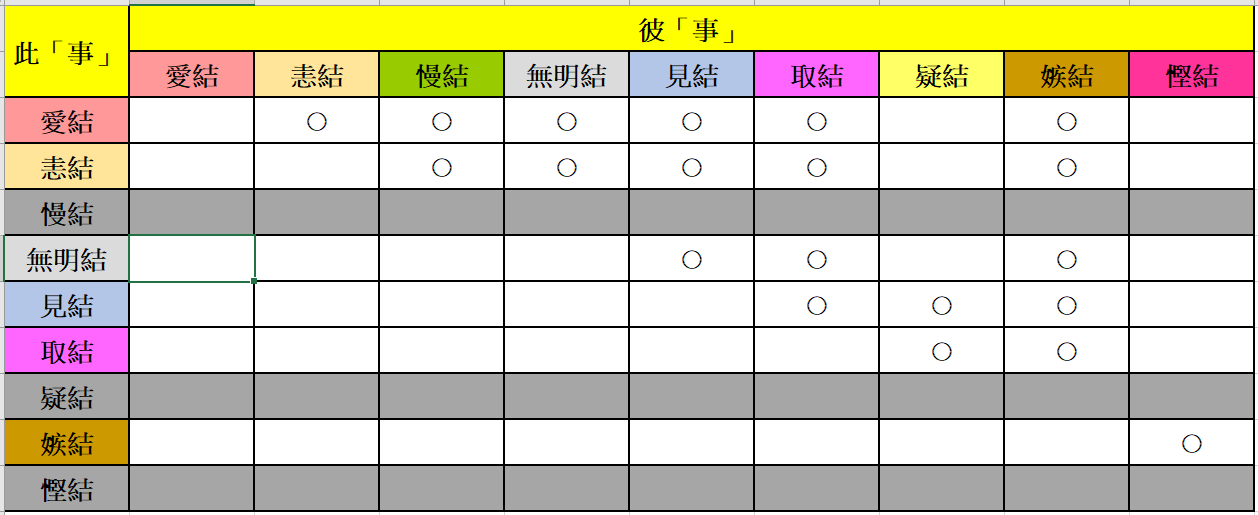 此「事」 彼「事」
愛結 恚結 慢結 無明結 見結 取結 疑結 嫉結 慳結
愛結 ○ ○ ○ ○ ○ ○
恚結 ○ ○ ○ ○ ○
慢結
無明結 ○ ○ ○
見結 ○ ○ ○
取結 ○ ○
疑結
嫉結 ○
慳結